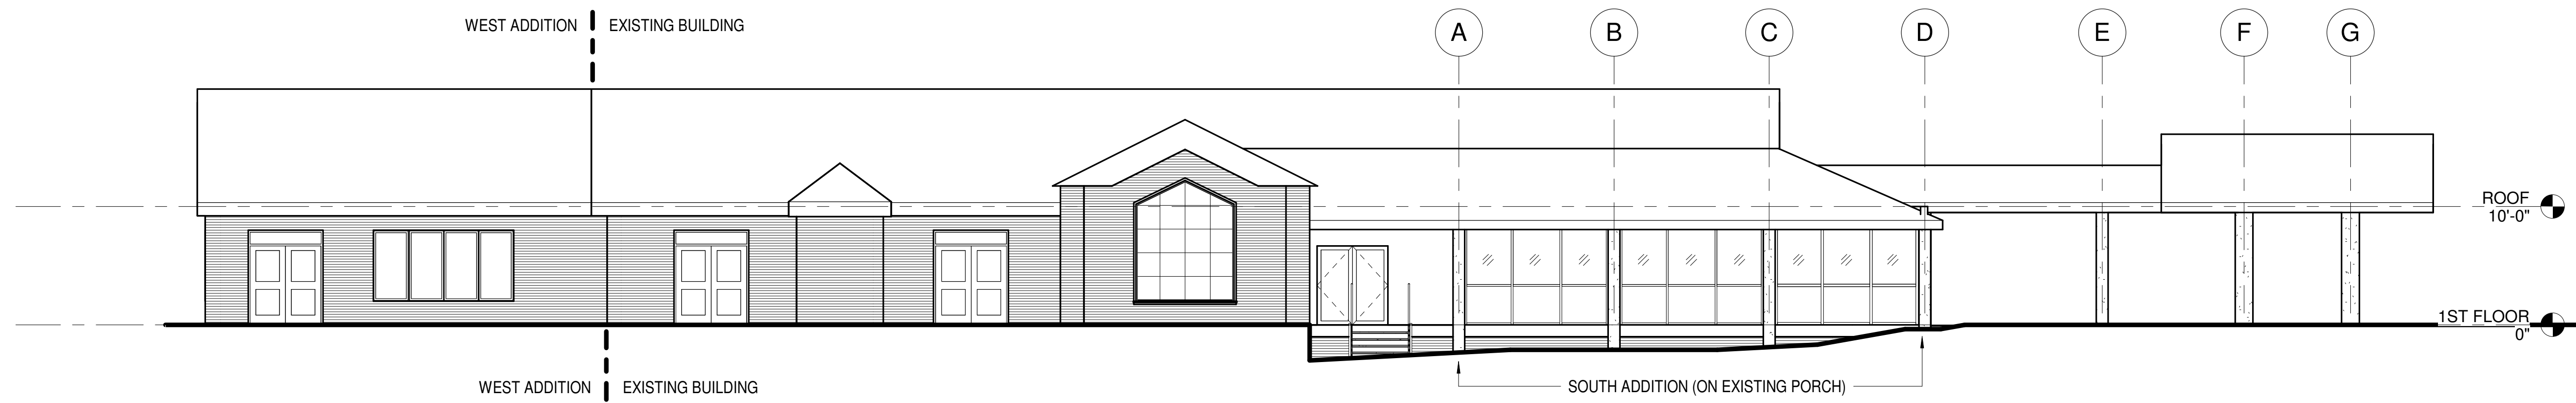 WEST ADDITION EXISTING BUILDING
A B C D E F G
ROOF
10'-0"
1ST FLOOR
0"
WEST ADDITION EXISTING BUILDING
SOUTH ADDITION (ON EXISTING PORCH)